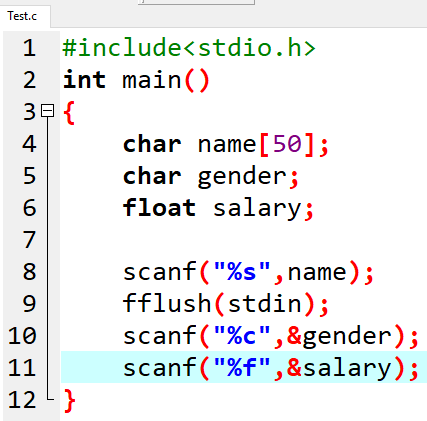 Test.c
1 #include<stdio.h>
2 int main()
3 {
4 char name[50];
5 char gender;
6 float salary;
7
8 scanf("%s",name);
9 fflush(stdin);
10 scanf("%c",&gender);
11 scanf("%f",&salary);
12 }